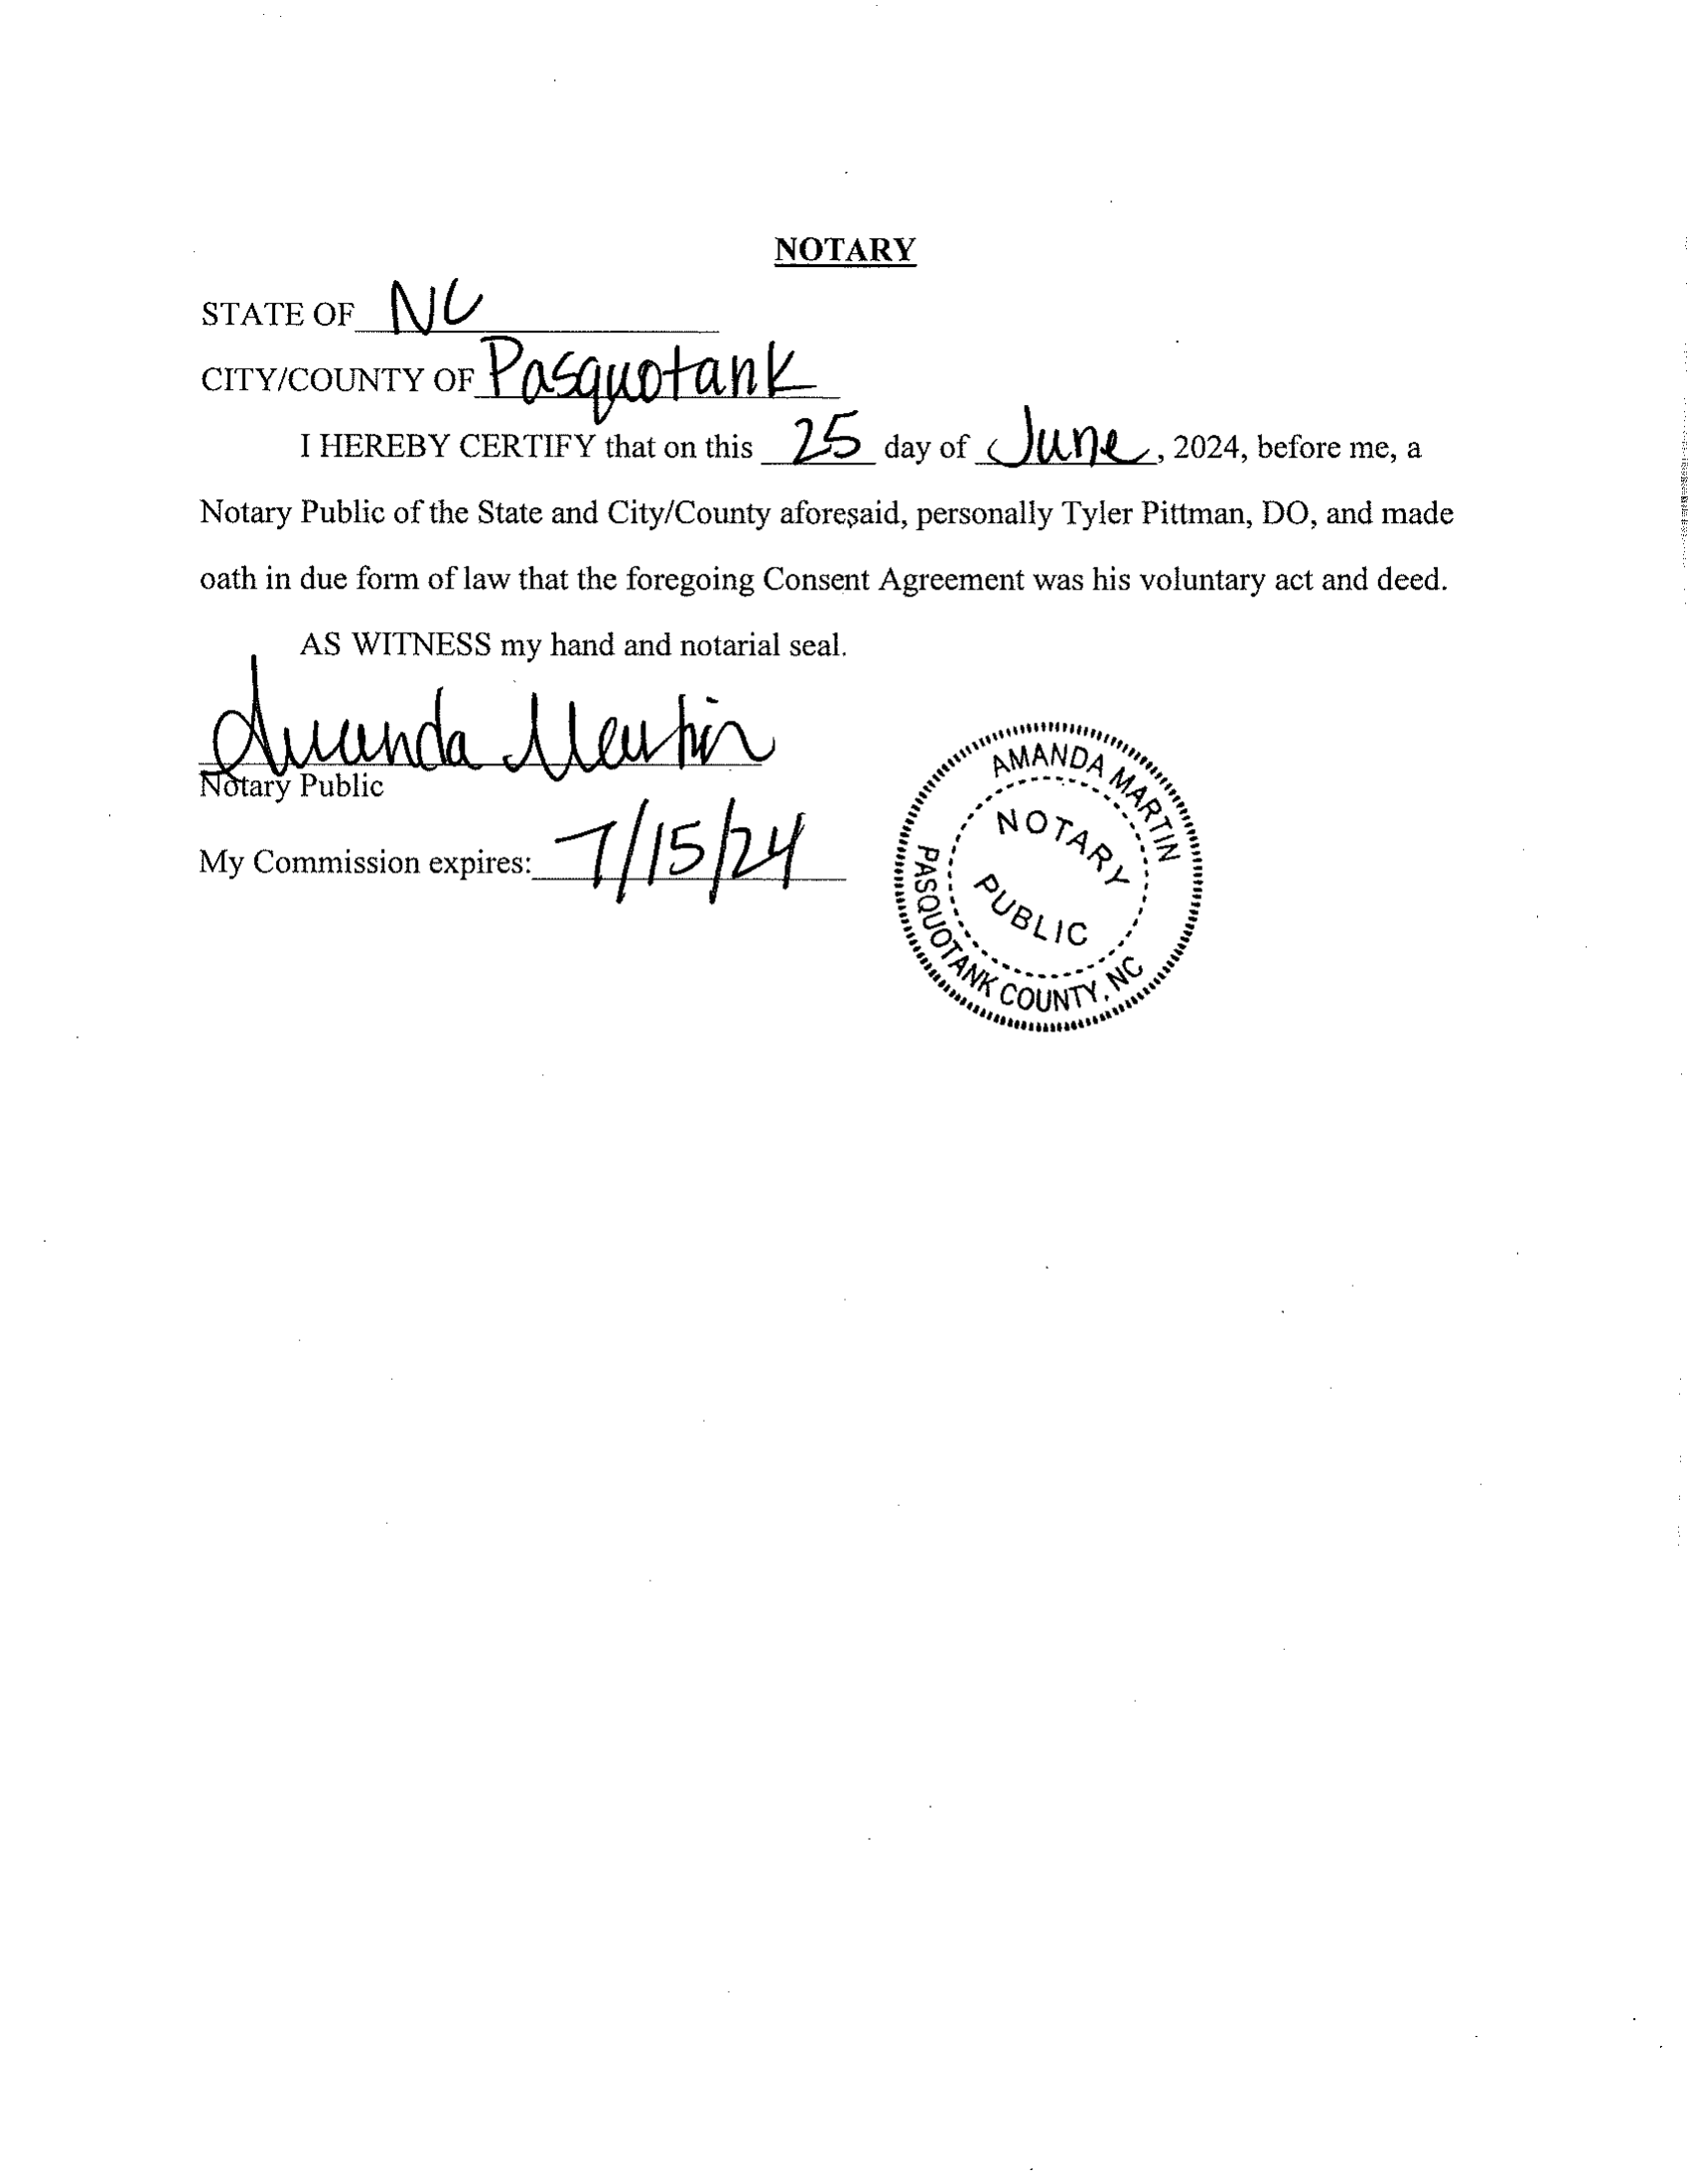 NOTARY
STATE OF NC
CITY/COUNTY OF Pasquotank
I HEREBY CERTIFY that on this 25 day of June, 2024, before me, a
Notary Public of the State and City/County aforesaid, personally Tyler Pittman, DO, and made
oath in due form of law that the foregoing Consent Agreement was his voluntary act and deed.
AS WITNESS my hand and notarial seal.
Amanda Martin
Notary Public
My Commission expires: 7/15/24
AMANDA MARTIN
NOTARY
PUBLIC
PASQUOTANK COUNTY, NC